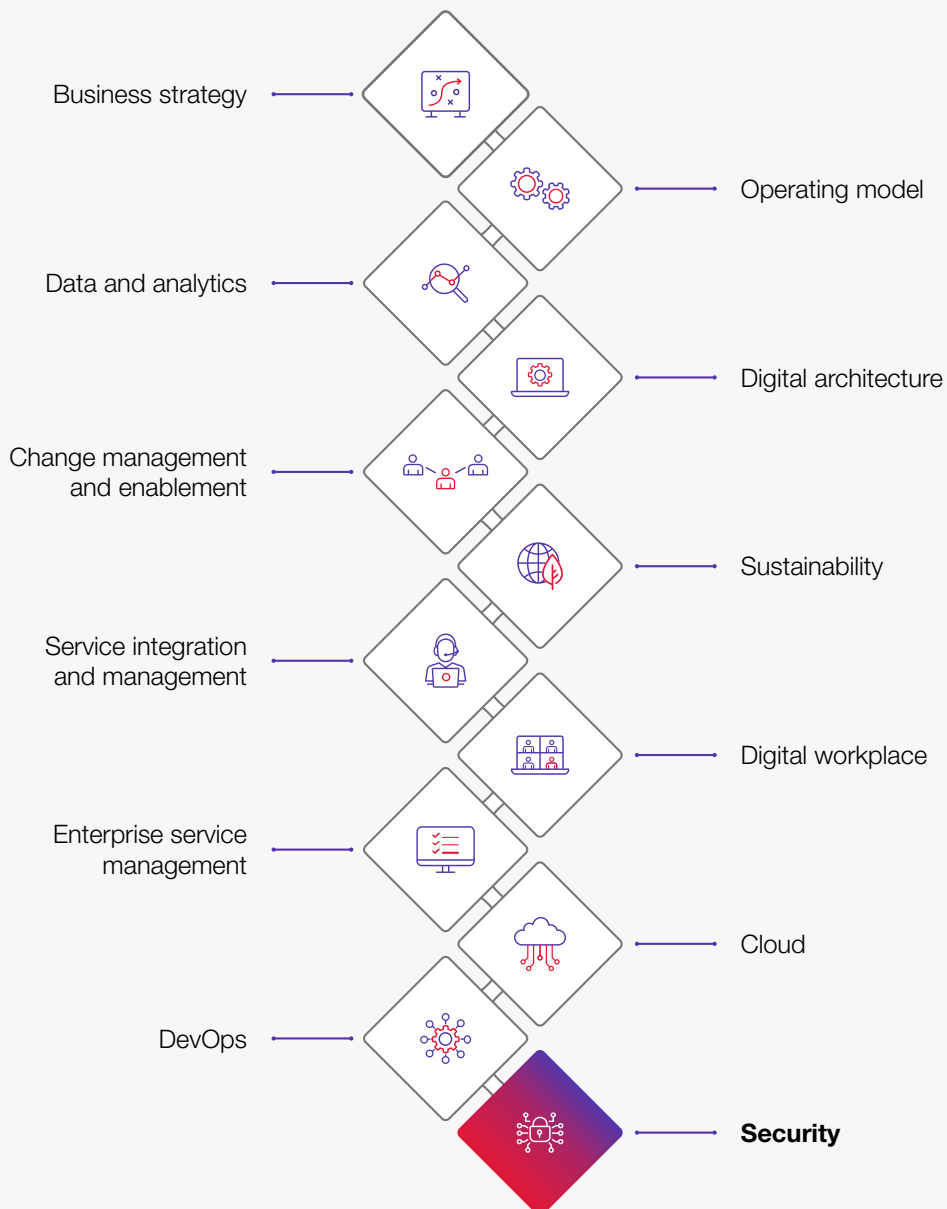 Business strategy
Operating model
Data and analytics
Digital architecture
Change management
and enablement
Sustainability
Service integration
and management
Digital workplace
Enterprise service
management
Cloud
DevOps
Security